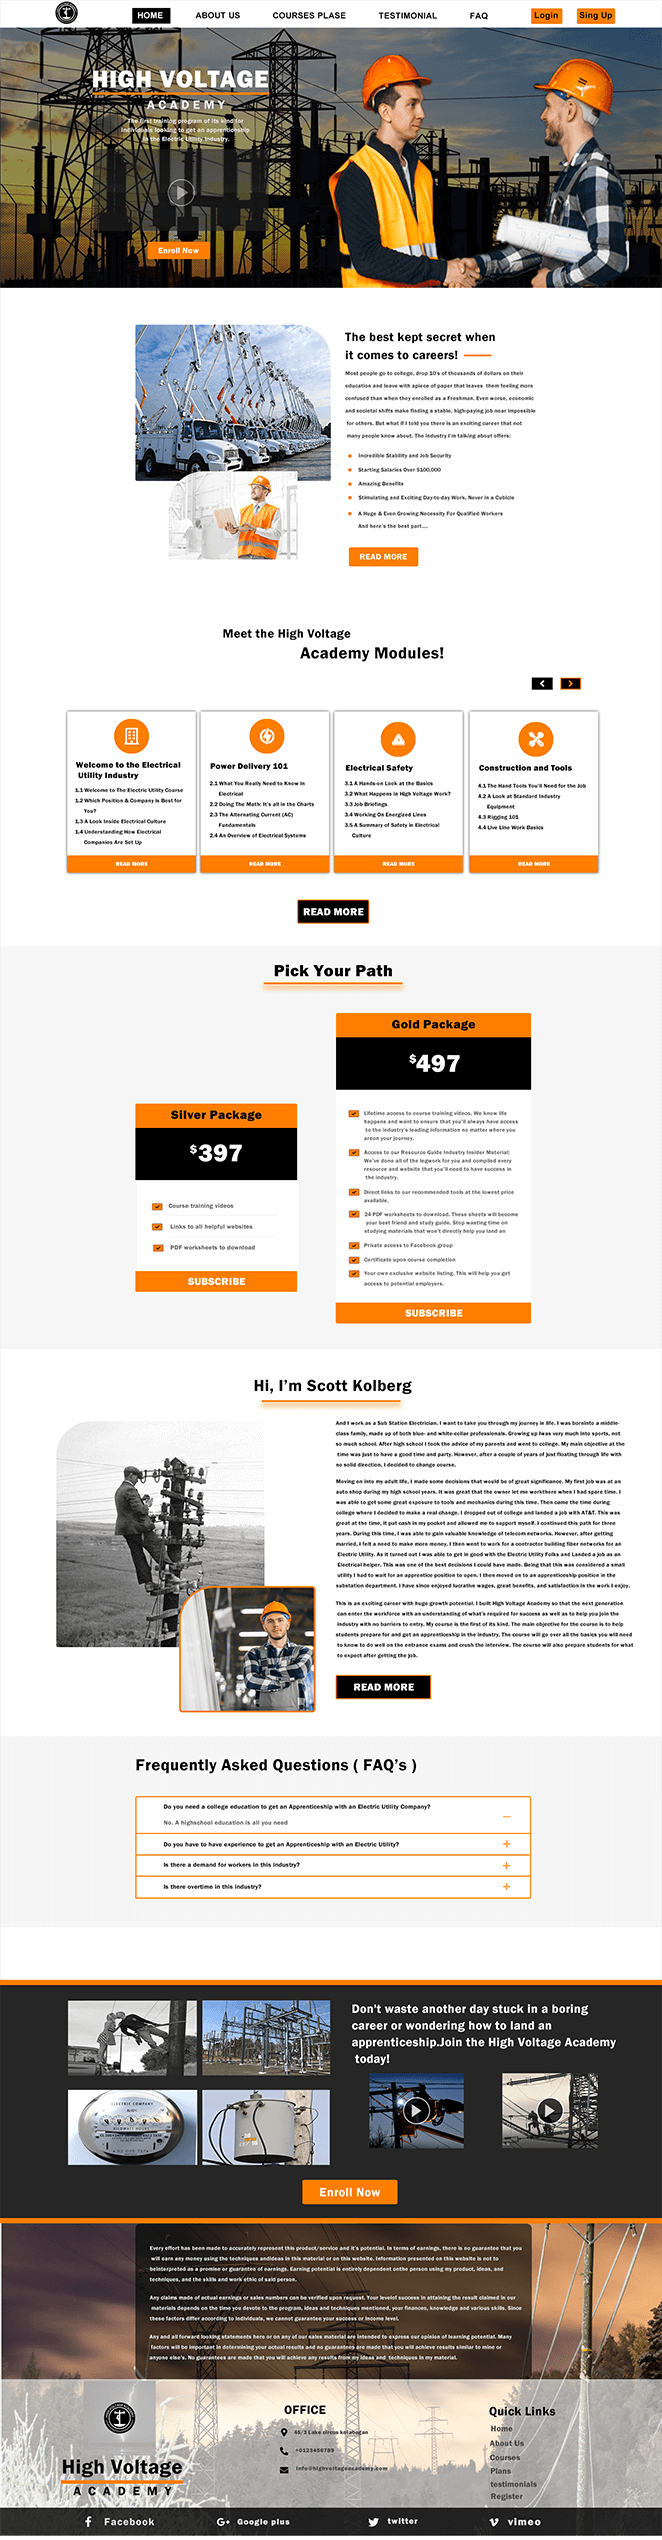 HOME
ABOUT US
COURSES PLASE
TESTIMONIAL
FAQ
Login
Sing Up
HIGH VOLTAGE
ACADEMY
The first training program of its kind for
individuals looking to get an apprenticeship
in the Electric Utility Industry.
Enroll Now
The best kept secret when
it comes to careers!
Most people go to college, drop 10's of thousands of dollars on their
education and leave with apiece of paper that leaves them feeling more
confused than when they enrolled as a Freshman. Even worse, economic
and societal shifts make finding a stable, high-paying job near impossible
for others. But what if I told you there is an exciting career that not
many people know about. The industry I'm talking about offers:
Incredible Stability and Job Security
Starting Salaries Over $100,000
Amazing Benefits
Stimulating and Exciting Day-to-day Work. Never in a Cubicle
A Huge & Even Growing Necessity For Qualified Workers
And here's the best part....
READ MORE
Meet the High Voltage
Academy Modules!
Welcome to the Electrical
Utility Industry
1.1 Welcome to The Electric Utility Course
1.2 Which Position & Company is Best for
You?
1.3 A Look Inside Electrical Culture
1.4 Understanding How Electrical
Companies Are Set Up
READ MORE
Power Delivery 101
2.1 What You Really Need to Know in
Electrical
2.2 Doing The Math: It's all in the Charts
2.3 The Alternating Current (AC)
Fundamentals
2.4 An Overview of Electrical Systems
READ MORE
Electrical Safety
3.1 A Hands-on Look at the Basics
3.2 What Happens in High Voltage Work?
3.3 Job Briefings
3.4 Working On Energized Lines
3.5 A Summary of Safety in Electrical
Culture
READ MORE
Construction and Tools
4.1 The Hand Tools You'll Need for the Job
4.2 A Look at Standard Industry
Equipment
4.3 Rigging 101
4.4 Live Line Work Basics
READ MORE
READ MORE
Pick Your Path
Silver Package
$397
Course training videos
Links to all helpful websites
PDF worksheets to download
SUBSCRIBE
Gold Package
$497
Lifetime access to course training videos. We know life
happens and want to ensure that you'll always have access
to the industry's leading information no matter where you
areon your journey.
Access to our Resource Guide Industry Insider Material:
We've done all of the legwork for you and compiled every
resource and website that you'll need to have success in
the industry.
Direct links to our recommended tools at the lowest price
available.
24 PDF worksheets to download. These sheets will become
your best friend and study guide. Stop wasting time on
studying materials that won't directly help you land an
Private access to Facebook group
Certificate upon course completion
Your own exclusive website listing. This will help you get
access to potential employers.
SUBSCRIBE
Hi, I'm Scott Kolberg
And I work as a Sub Station Electrician. I want to take you through my journey in life. I was borninto a middle-
class family, made up of both blue- and white-collar professionals. Growing up Iwas very much into sports, not
so much school. After high school I took the advice of my parents and went to college. My main objective at the
time was just to have a good time and party. However, after a couple of years of just floating through life with
no solid direction, I decided to change course.
Moving on into my adult life, I made some decisions that would be of great significance. My first job was at an
auto shop during my high school years. It was great that the owner let me workthere when I had spare time. I
was able to get some great exposure to tools and mechanics during this time. Then came the time during
college where I decided to make a real change. I dropped out of college and landed a job with AT&T. This was
great at the time, it put cash in my pocket and allowed me to support myself. I continued this path for three
years. During this time, I was able to gain valuable knowledge of telecom networks. However, after getting
married, I felt a need to make more money. I then went to work for a contractor building fiber networks for an
Electric Utility. As it turned out I was able to get in good with the Electric Utility Folks and Landed a job as an
Electrical helper. This was one of the best decisions I could have made. Being that this was considered a small
utility I had to wait for an apprentice position to open. I then moved on to an apprenticeship position in the
substation department. I have since enjoyed lucrative wages, great benefits, and satisfaction in the work I enjoy.
This is an exciting career with huge growth potential. I built High Voltage Academy so that the next generation
can enter the workforce with an understanding of what's required for success as well as to help you join the
industry with no barriers to entry. My course is the first of its kind. The main objective for the course is to help
students prepare for and get an apprenticeship in the industry. The course will go over all the basics you will need
to know to do well on the entrance exams and crush the interview. The course will also prepare students for what
to expect after getting the job.
READ MORE
Frequently Asked Questions ( FAQ's )
Do you need a college education to get an Apprenticeship with an Electric Utility Company?
No. A highschool education is all you need
Do you have to have experience to get an Apprenticeship with an Electric Utility?
Is there a demand for workers in this industry?
Is there overtime in this industry?
Don't waste another day stuck in a boring
career or wondering how to land an
apprenticeship.Join the High Voltage Academy
today!
ELECTRIC COMPANY
KILOWATT HOURS
Enroll Now
Every effort has been made to accurately represent this product/service and it's potential. In terms of earnings, there is no guarantee that you
will earn any money using the techniques andideas in this material or on this website. Information presented on this website is not to
beinterpreted as a promise or guarantee of earnings. Earning potential is entirely dependent onthe person using my product, ideas, and
techniques, and the skills and work ethic of said person.
Any claims made of actual earnings or sales numbers can be verified upon request. Your levelof success in attaining the result claimed in our
materials depends on the time you devote to the program, ideas and techniques mentioned, your finances, knowledge and various skills. Since
these factors differ according to individuals, we cannot guarantee your success or income level.
Any and all forward looking statements here or on any of our sales material are intended to express our opinion of learning potential. Many
factors will be important in determining your actual results and no guarantees are made that you will achieve results similar to mine or
anyone else's. No guarantees are made that you will achieve any results from my ideas and techniques in my material.
High Voltage
ACADEMY
OFFICE
45/3 Lake circus kolabagan
+0123456789
info@highvoltageacademy.com
Quick Links
Home
About Us
Courses
Plans
testimonials
Register
Facebook
Google plus
twitter
vimeo